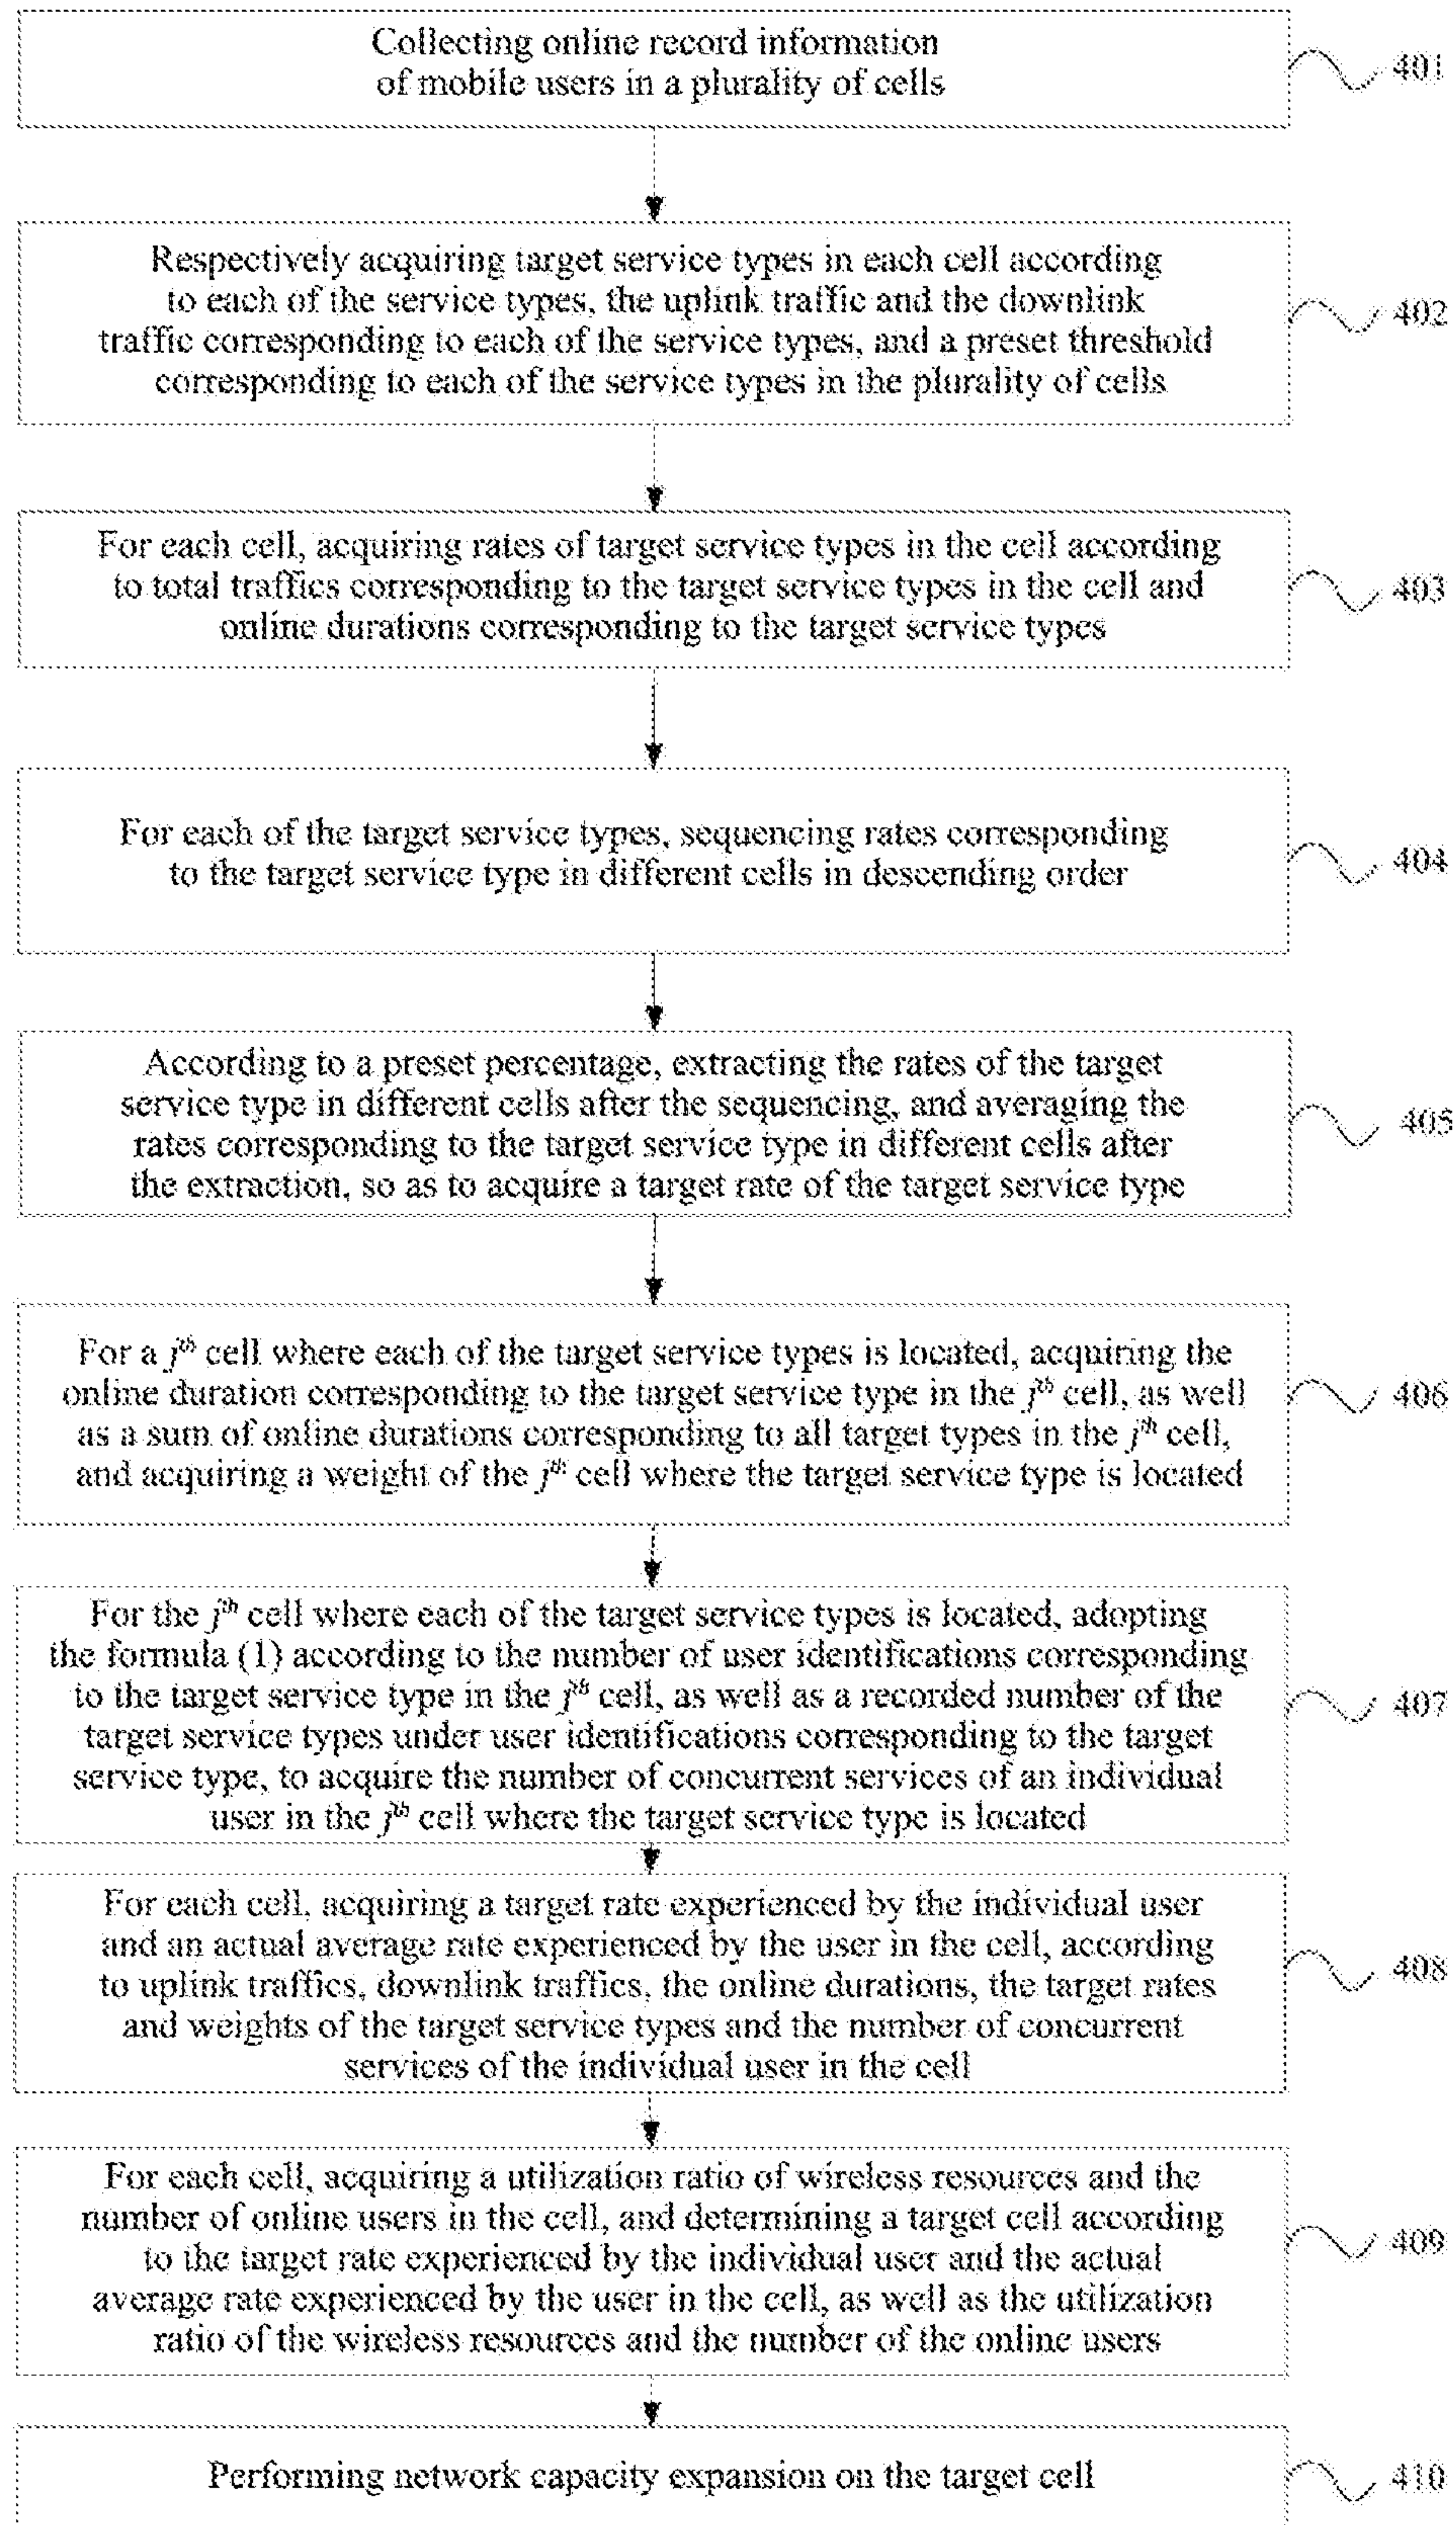 Collecting online record information
of mobile users in a plurality of cells
401
Respectively acquiring target service types in each cell according
to each of the service types, the uplink traffic and the downlink
traffic corresponding to each of the service types, and a preset threshold
corresponding to each of the service types in the plurality of cells
402
For each cell, acquiring rates of target service types in the cell according
to total traffics corresponding to the target service types in the cell and
online durations corresponding to the target service types
403
For each of the target service types, sequencing rates corresponding
to the target service type in different cells in descending order
404
According to a preset percentage, extracting the rates of the target
service type in different cells after the sequencing, and averaging the
rates corresponding to the target service type in different cells after
the extraction, so as to acquire a target rate of the target service type
405
For a jth cell where each of the target service types is located, acquiring the
online duration corresponding to the target service type in the jth cell, as well
as a sum of online durations corresponding to all target types in the jth cell,
and acquiring a weight of the jth cell where the target service type is located
406
For the jth cell where each of the target service types is located, adopting
the formula (1) according to the number of user identifications corresponding
to the target service type in the jth cell, as well as a recorded number of the
target service types under user identifications corresponding to the target
service type, to acquire the number of concurrent services of an individual
user in the jth cell where the target service type is located
407
For each cell, acquiring a target rate experienced by the individual user
and an actual average rate experienced by the user in the cell, according
to uplink traffics, downlink traffics, the online durations, the target rates
and weights of the target service types and the number of concurrent
services of the individual user in the cell
408
For each cell, acquiring a utilization ratio of wireless resources and the
number of online users in the cell, and determining a target cell according
to the target rate experienced by the individual user and the actual
average rate experienced by the user in the cell, as well as the utilization
ratio of the wireless resources and the number of the online users
409
Performing network capacity expansion on the target cell
410